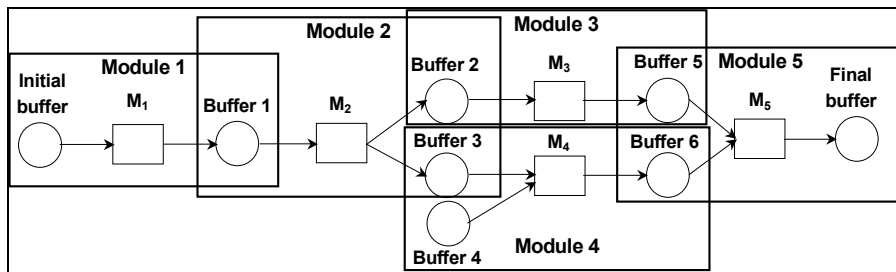 Module 1
Module 2
Module 3
Module 5
Initial
buffer
M1
Buffer 1
M2
Buffer 2
M3
Buffer 5
M5
Final
buffer
Buffer 3
M4
Buffer 6
Buffer 4
Module 4